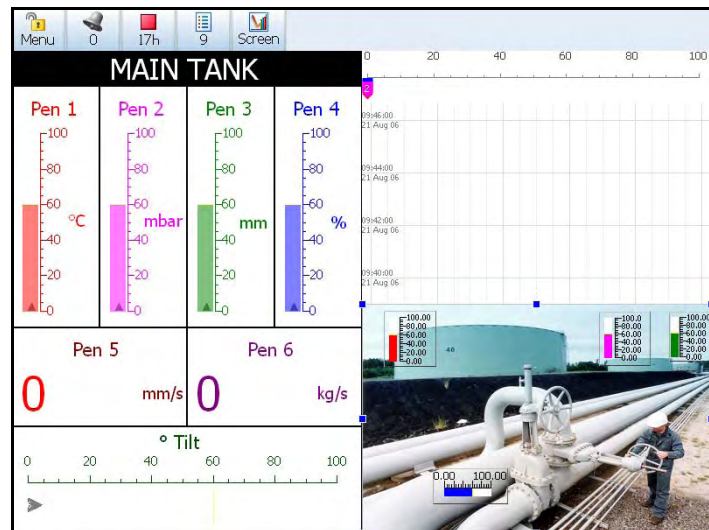 Menu 0 17h 9 Screen
MAIN TANK
Pen 1 Pen 2 Pen 3 Pen 4
100 100 100 100
80 80 80 80
60 60 60 60
°C mbar mm %
40 40 40 40
20 20 20 20
0 0 0 0
Pen 5 Pen 6
0 mm/s 0 kg/s
° Tilt
0 20 40 60 80 100
0 20 40 60 80 100
2
09:46:00
21 Aug 06
09:44:00
21 Aug 06
09:42:00
21 Aug 06
09:40:00
21 Aug 06
100.00 100.0 100.00
80.00 80.00 80.00
60.00 60.00 60.00
40.00 40.00 40.00
20.00 20.00 20.00
0.00 0.00 0.00
0.00 100.00